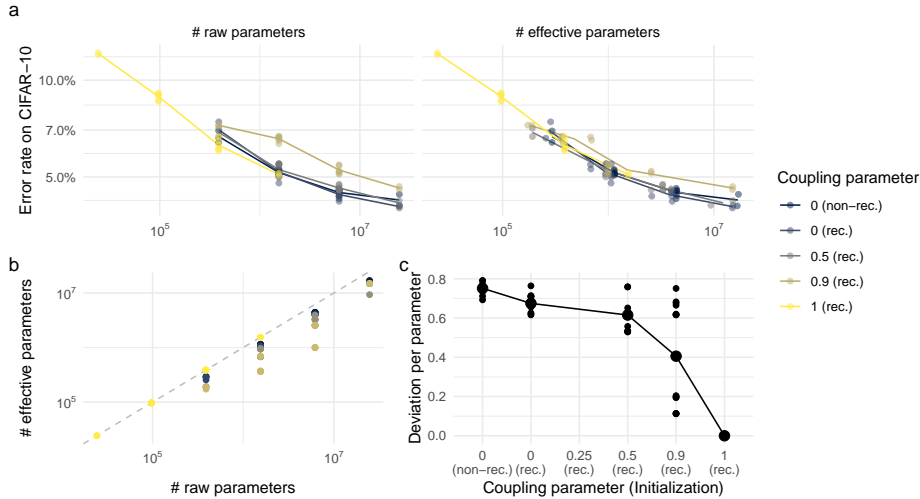 a
# raw parameters
# effective parameters
Error rate on CIFAR−10
10.0%
7.0%
5.0%
10^5
10^7
10^5
10^7
Coupling parameter
0 (non−rec.)
0 (rec.)
0.5 (rec.)
0.9 (rec.)
1 (rec.)
b
# effective parameters
10^7
10^5
10^5
10^7
# raw parameters
c
Deviation per parameter
0.8
0.6
0.4
0.2
0.0
0 0 0.25 0.5 0.9 1
(non−rec.) (rec.) (rec.) (rec.) (rec.) (rec.)
Coupling parameter (Initialization)